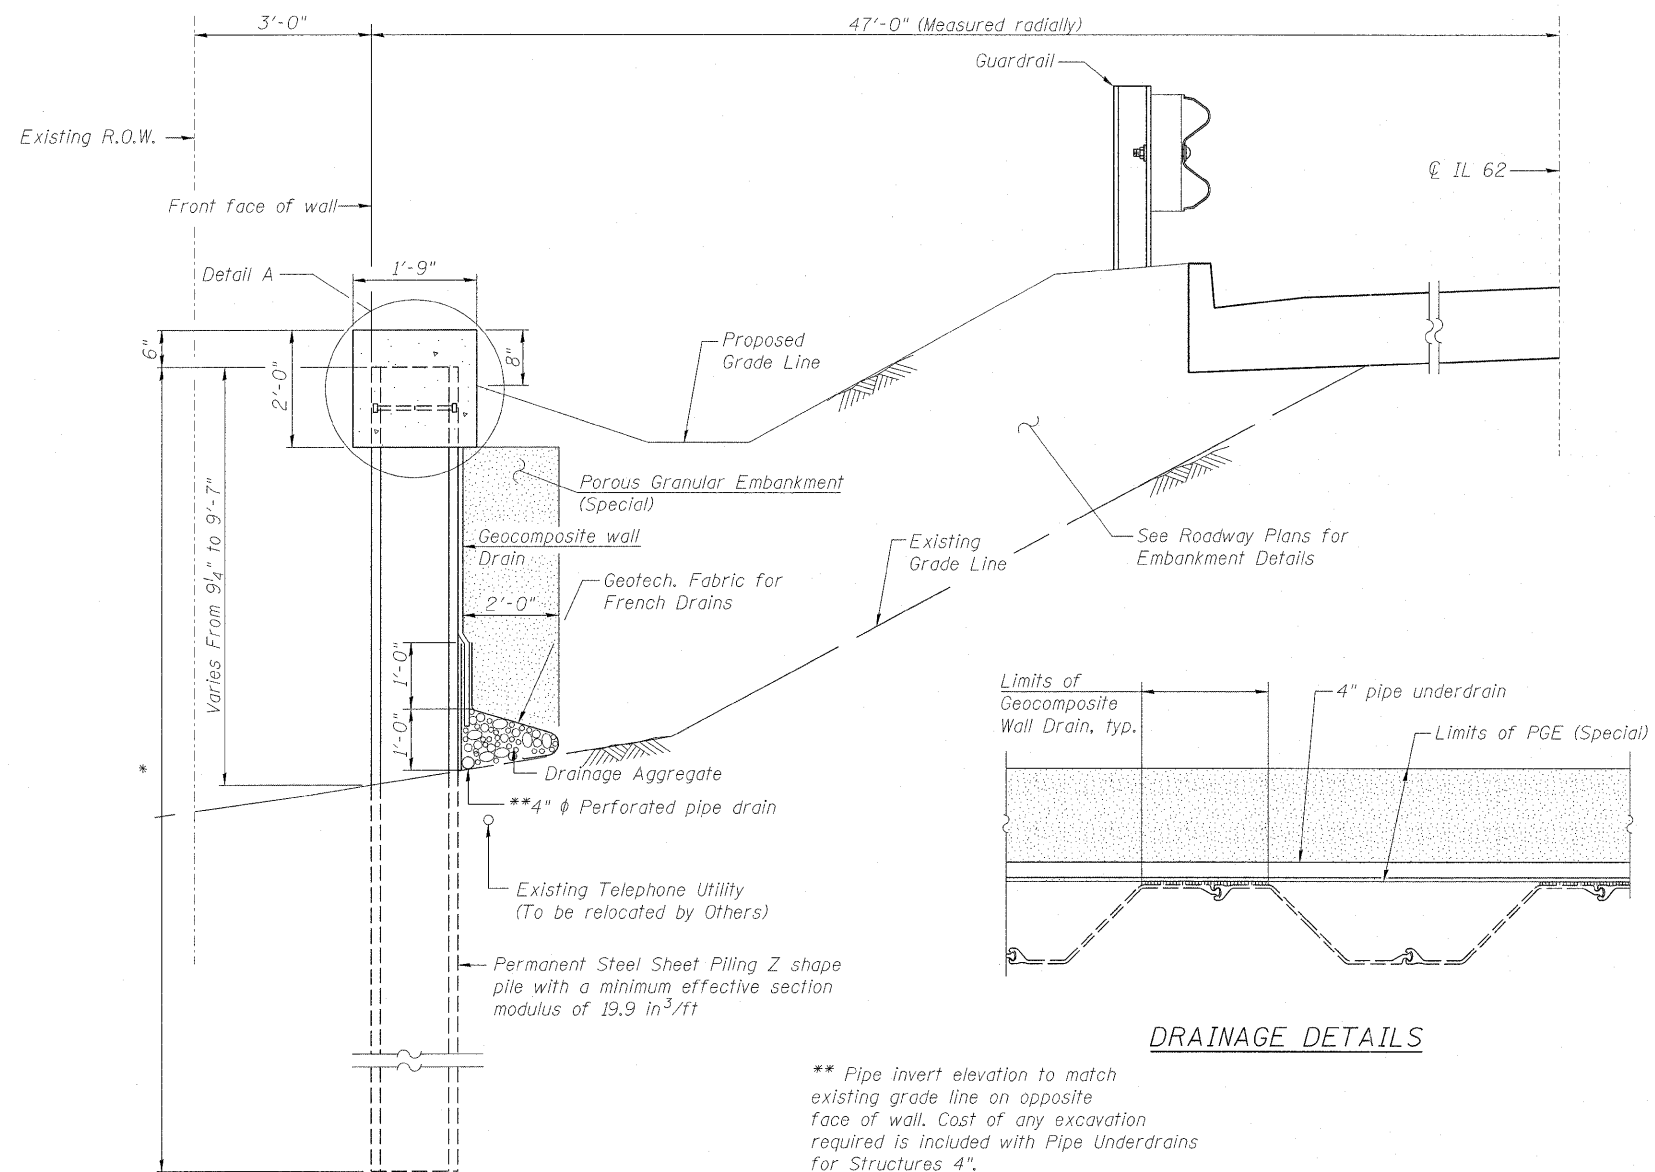 3'-0"
47'-0" (Measured radially)
Guardrail
Existing R.O.W.
℄ IL 62
Front face of wall
Detail A
1'-9"
6"
2'-0"
8"
Proposed
Grade Line
Varies From 9¼" to 9'-7"
Porous Granular Embankment
(Special)
Geocomposite wall
Drain
Existing
Grade Line
See Roadway Plans for
Embankment Details
Geotech. Fabric for
French Drains
2'-0"
1'-0"
1'-0"
*
Drainage Aggregate
**4" ϕ Perforated pipe drain
Existing Telephone Utility
(To be relocated by Others)
Permanent Steel Sheet Piling Z shape
pile with a minimum effective section
modulus of 19.9 in³/ft
Limits of
Geocomposite
Wall Drain, typ.
4" pipe underdrain
Limits of PGE (Special)
DRAINAGE DETAILS
** Pipe invert elevation to match
existing grade line on opposite
face of wall. Cost of any excavation
required is included with Pipe Underdrains
for Structures 4".